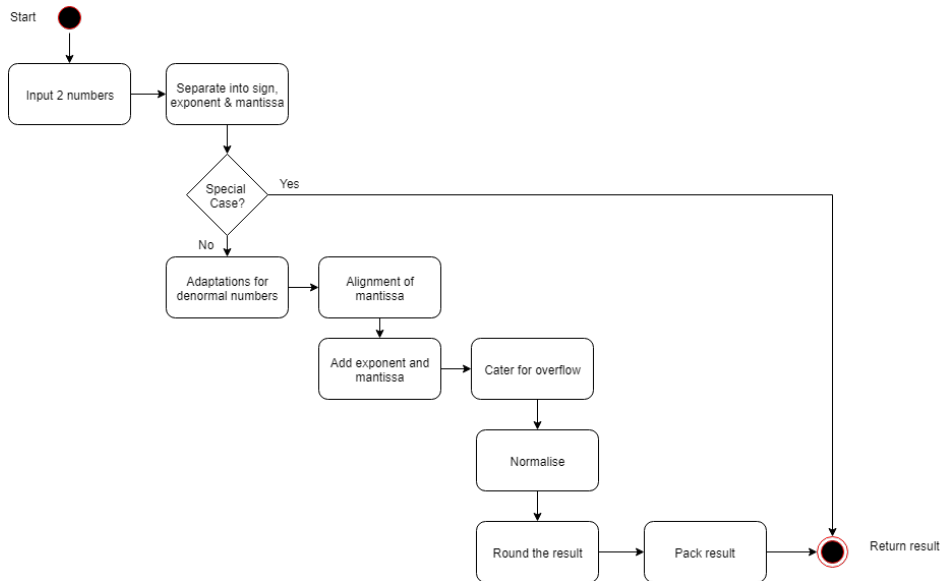 Start
Input 2 numbers
Separate into sign,
exponent & mantissa
Special
Case?
Yes
No
Adaptations for
denormal numbers
Alignment of
mantissa
Add exponent and
mantissa
Cater for overflow
Normalise
Round the result
Pack result
Return result